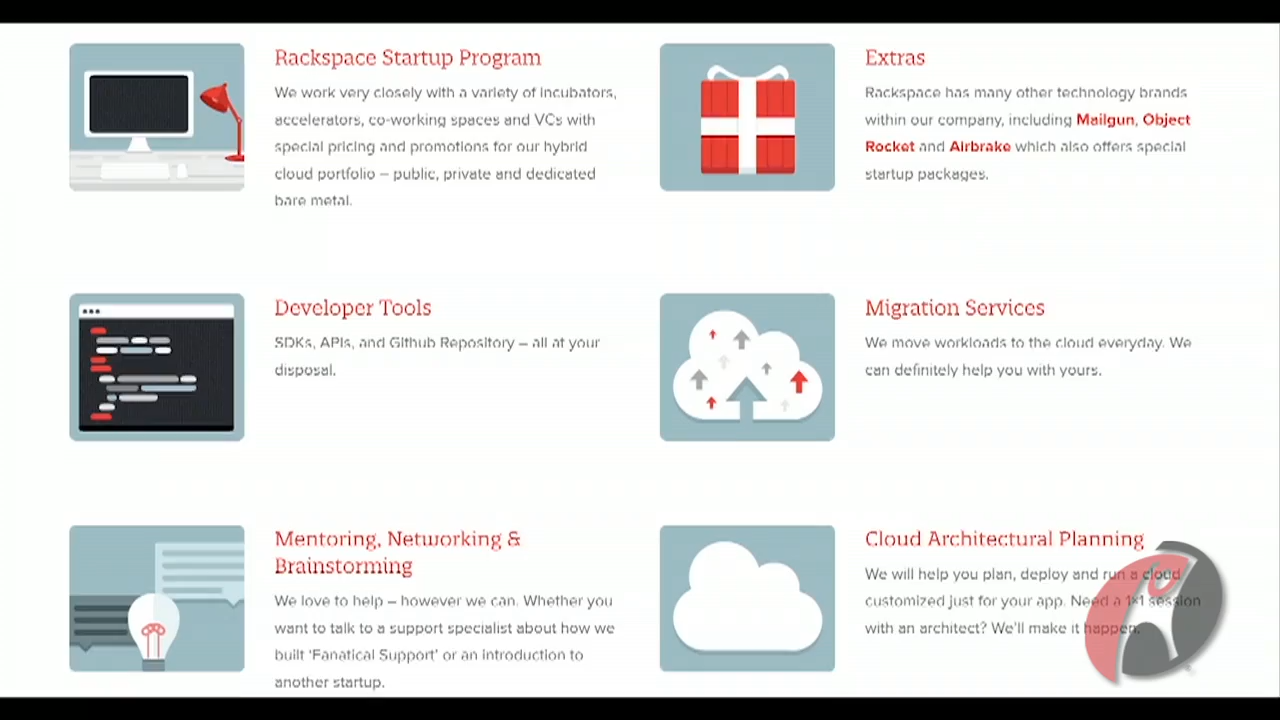 Rackspace Startup Program
We work very closely with a variety of incubators,
accelerators, co-working spaces and VCs with
special pricing and promotions for our hybrid
cloud portfolio – public, private and dedicated
bare metal.
Extras
Rackspace has many other technology brands
within our company, including Mailgun, Object
Rocket and Airbrake which also offers special
startup packages.
Developer Tools
SDKs, APIs, and Github Repository – all at your
disposal.
Migration Services
We move workloads to the cloud everyday. We
can definitely help you with yours.
Mentoring, Networking &
Brainstorming
We love to help – however we can. Whether you
want to talk to a support specialist about how we
built ‘Fanatical Support’ or an introduction to
another startup.
Cloud Architectural Planning
We will help you plan, deploy and run a cloud
customized just for your app. Need a 1x1 session
with an architect? We’ll make it happen.